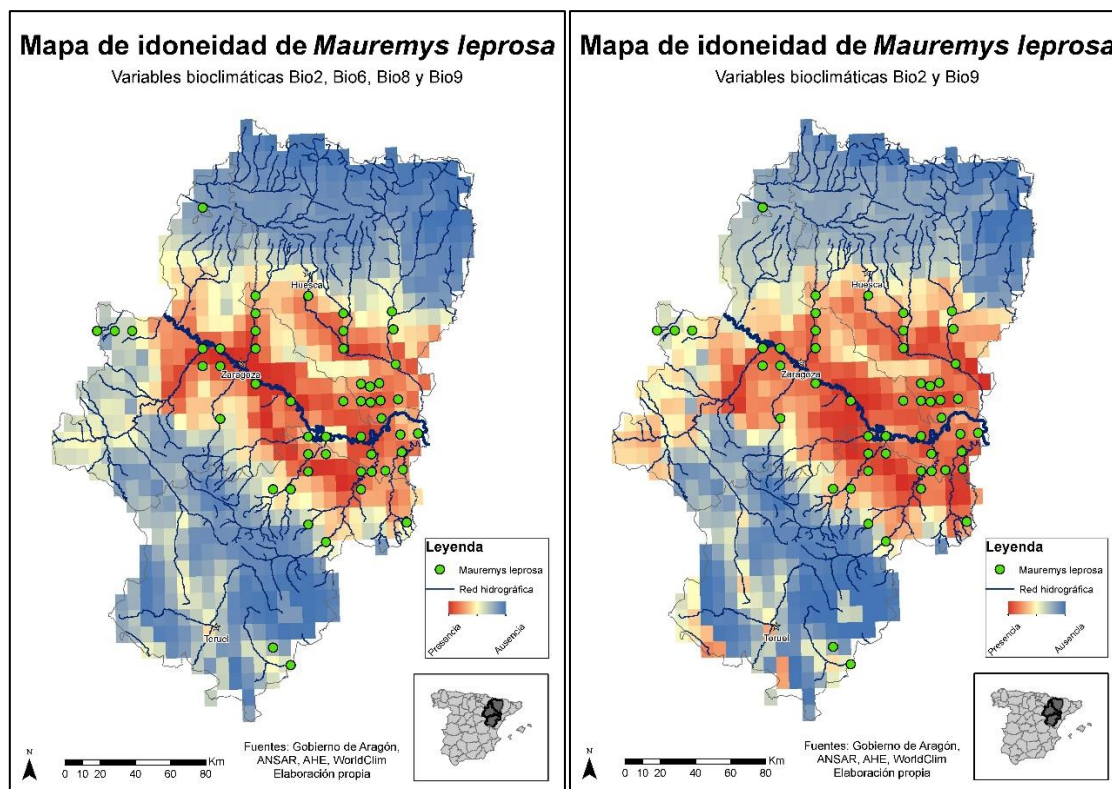 Mapa de idoneidad de Mauremys leprosa
Variables bioclimáticas Bio2, Bio6, Bio8 y Bio9
Huesca
Zaragoza
Teruel
Leyenda
Mauremys leprosa
Red hidrográfica
Presencia
Ausencia
N
Km
0 10 20 40 60 80
Fuentes: Gobierno de Aragón,
ANSAR, AHE, WorldClim
Elaboración propia
Mapa de idoneidad de Mauremys leprosa
Variables bioclimáticas Bio2 y Bio9
Huesca
Zaragoza
Teruel
Leyenda
Mauremys leprosa
Red hidrográfica
Presencia
Ausencia
N
Km
0 10 20 40 60 80
Fuentes: Gobierno de Aragón,
ANSAR, AHE, WorldClim
Elaboración propia